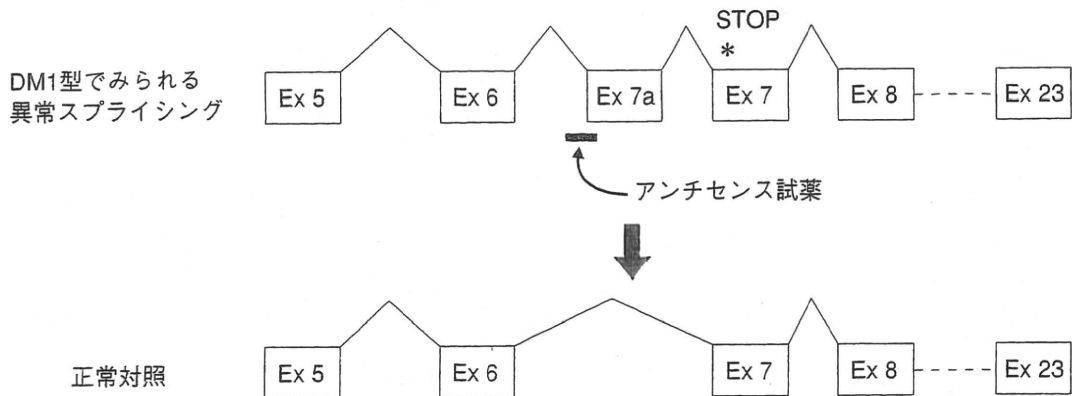 STOP
*
DM1型でみられる
異常スプライシング
Ex 5 Ex 6 Ex 7a Ex 7 Ex 8 Ex 23
アンチセンス試薬
正常対照
Ex 5 Ex 6 Ex 7 Ex 8 Ex 23